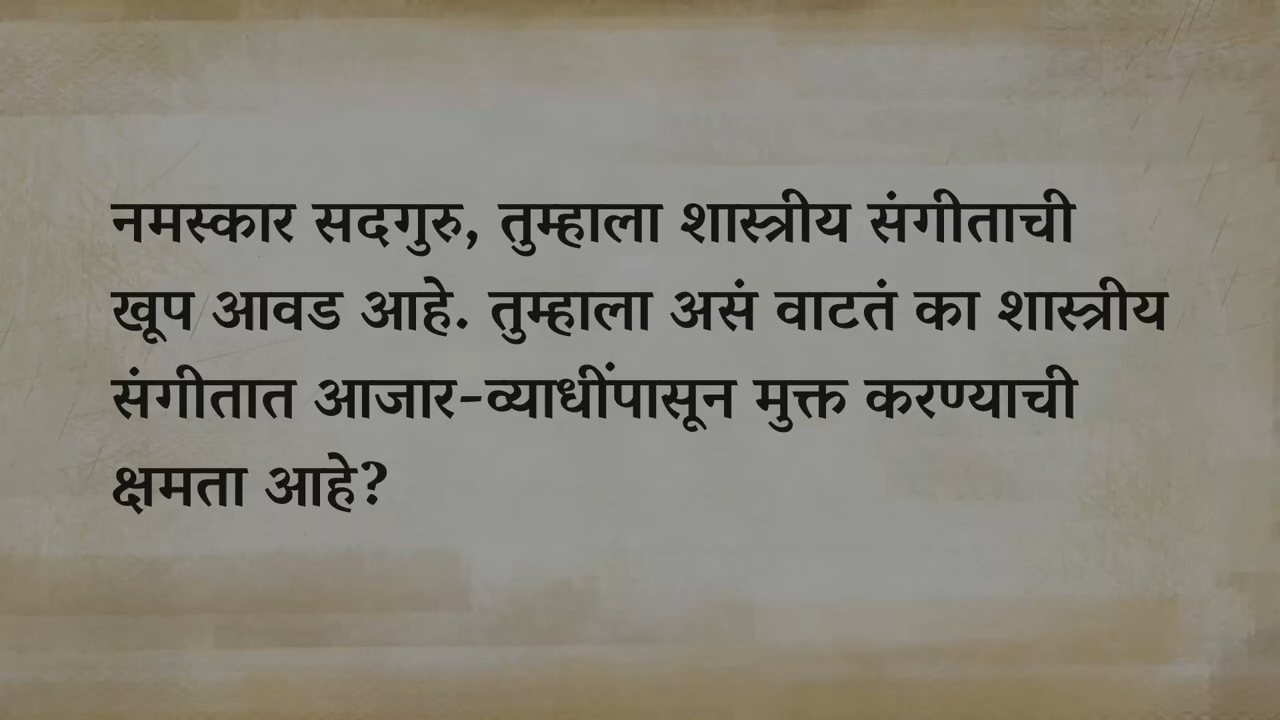 नमस्कार सदगुरु, तुम्हाला शास्त्रीय संगीताची
खूप आवड आहे. तुम्हाला असं वाटतं का शास्त्रीय
संगीतात आजार-व्याधींपासून मुक्त करण्याची
क्षमता आहे?